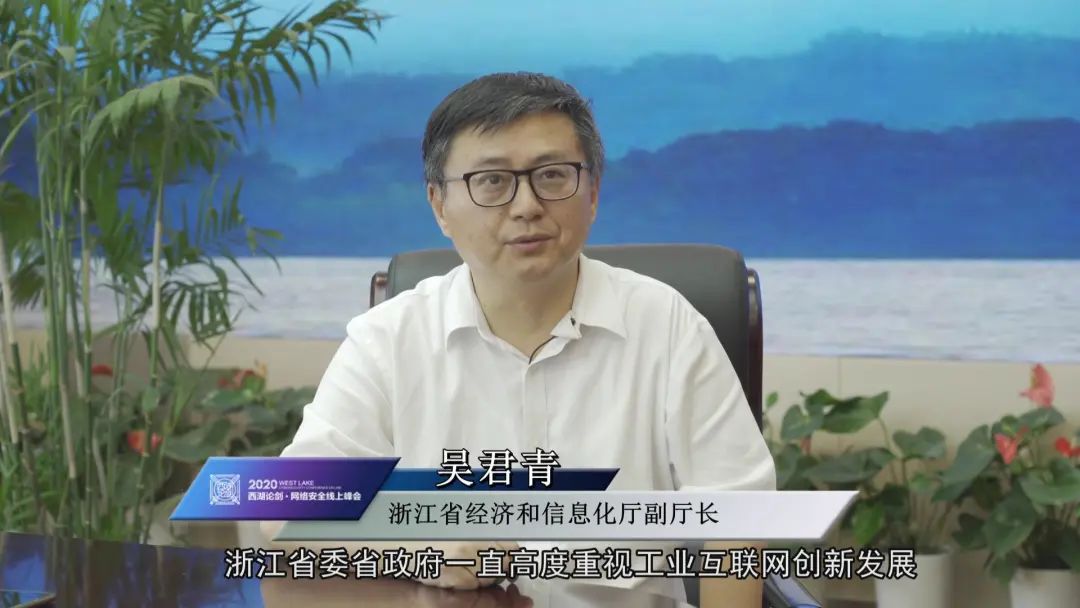 吴君青
2020 WEST LAKE
西湖论剑·网络安全线上峰会
浙江省经济和信息化厅副厅长
浙江省委省政府一直高度重视工业互联网创新发展